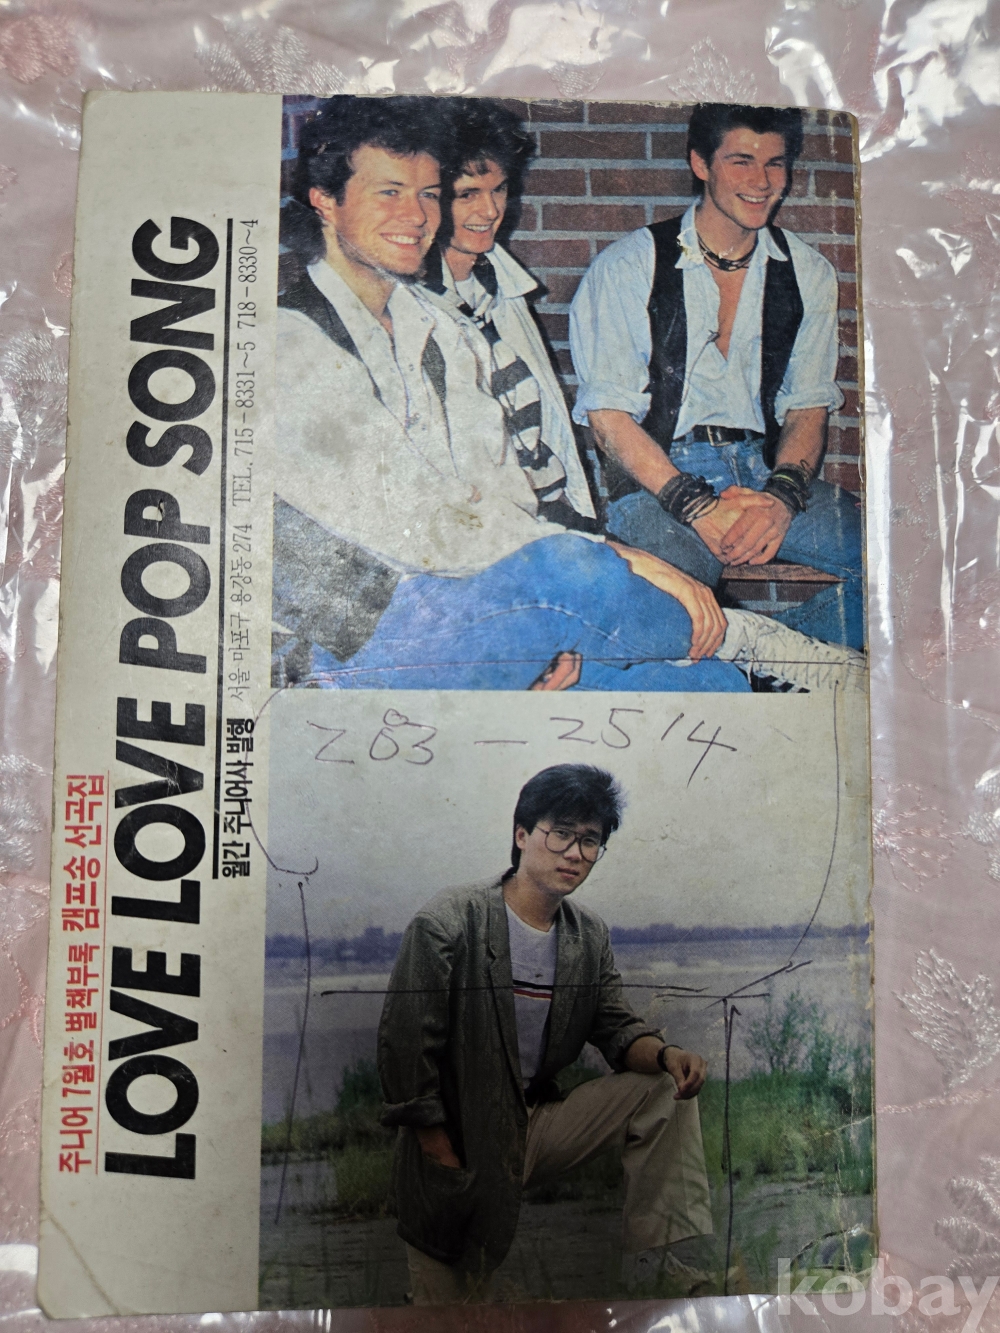 주니어 7월호 별책부록 캠프송 선곡집
LOVE LOVE POP SONG
월간 주니어사 발행 서울 마포구 용강동 274 TEL. 715-8331~5 718-8330~4
283-2514
kobay